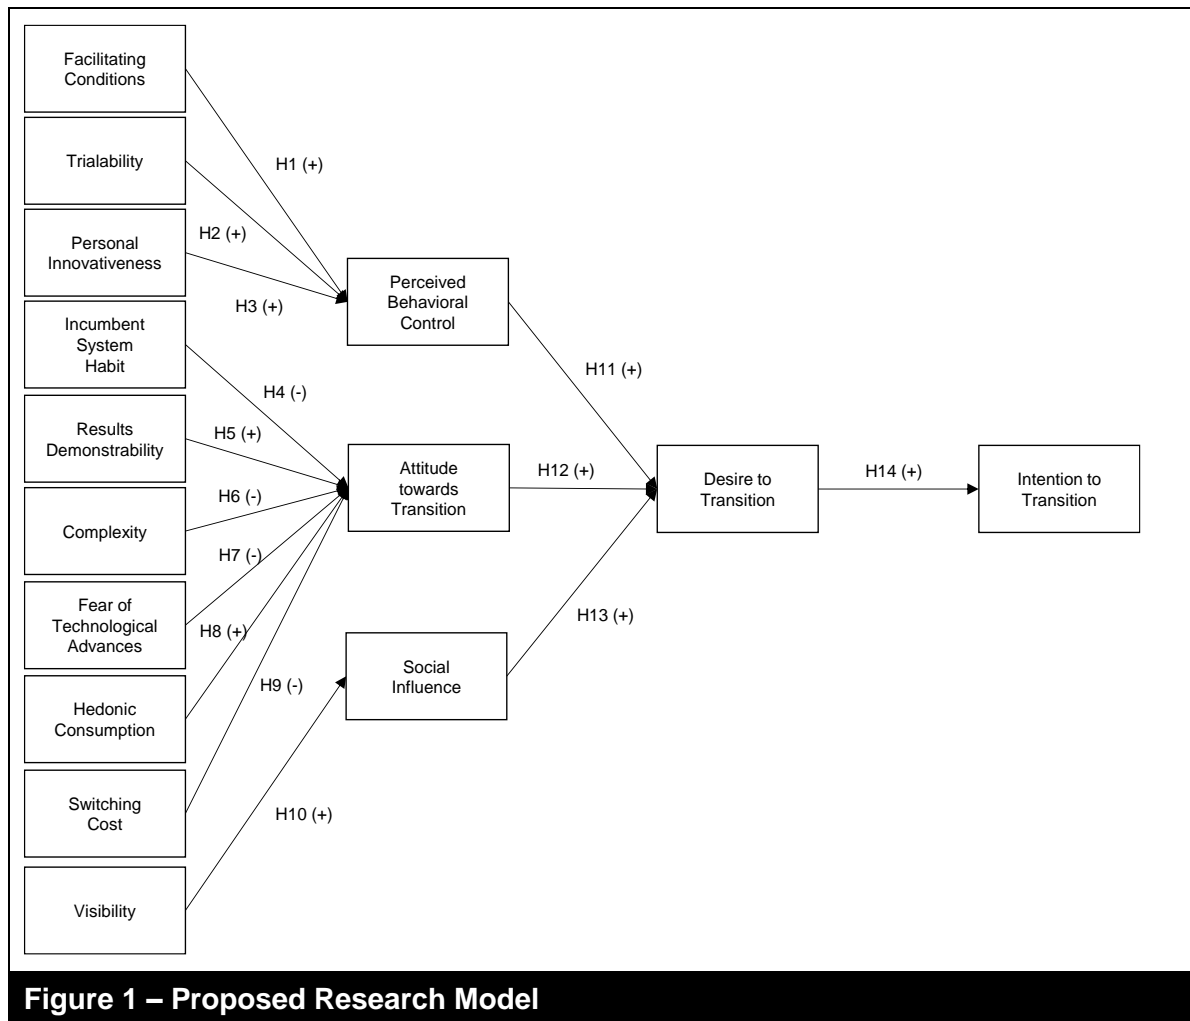 Facilitating
Conditions
Trialability
H1 (+)
Personal
Innovativeness
H2 (+)
H3 (+)
Perceived
Behavioral
Control
Incumbent
System
Habit
H4 (-)
H11 (+)
Results
Demonstrability
H5 (+)
Attitude
towards
Transition
H12 (+)
Desire to
Transition
H14 (+)
Intention to
Transition
H6 (-)
Complexity
H7 (-)
Fear of
Technological
Advances
H8 (+)
H13 (+)
Social
Influence
H9 (-)
Hedonic
Consumption
Switching
Cost
H10 (+)
Visibility
Figure 1 – Proposed Research Model